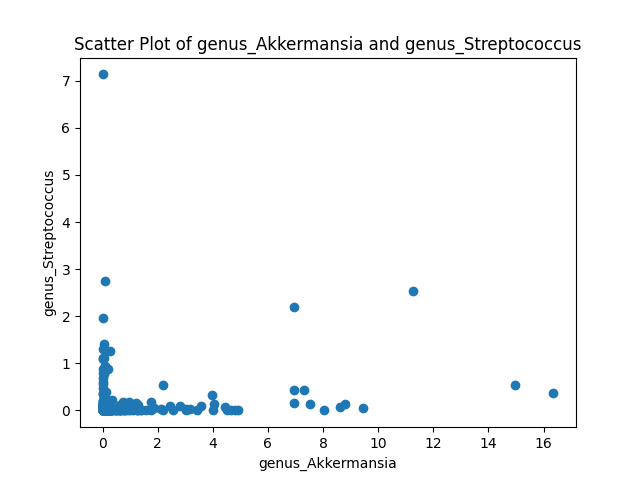 Scatter Plot of genus_Akkermansia and genus_Streptococcus
7
6
5
4
3
2
1
0
genus_Streptococcus
0 2 4 6 8 10 12 14 16
genus_Akkermansia